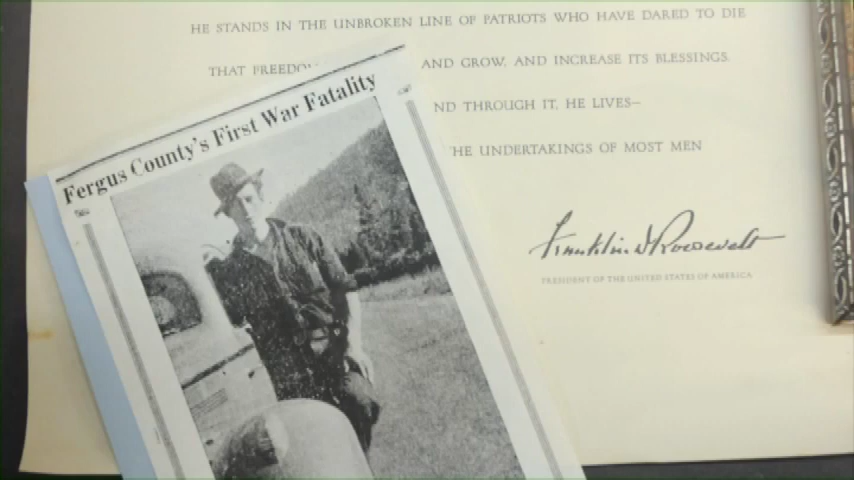 HE STANDS IN THE UNBROKEN LINE OF PATRIOTS WHO HAVE DARED TO DIE
THAT FREEDOM AND GROW, AND INCREASE ITS BLESSINGS.
ND THROUGH IT, HE LIVES—
HE UNDERTAKINGS OF MOST MEN
Franklin D Roosevelt
PRESIDENT OF THE UNITED STATES OF AMERICA
Fergus County's First War Fatality